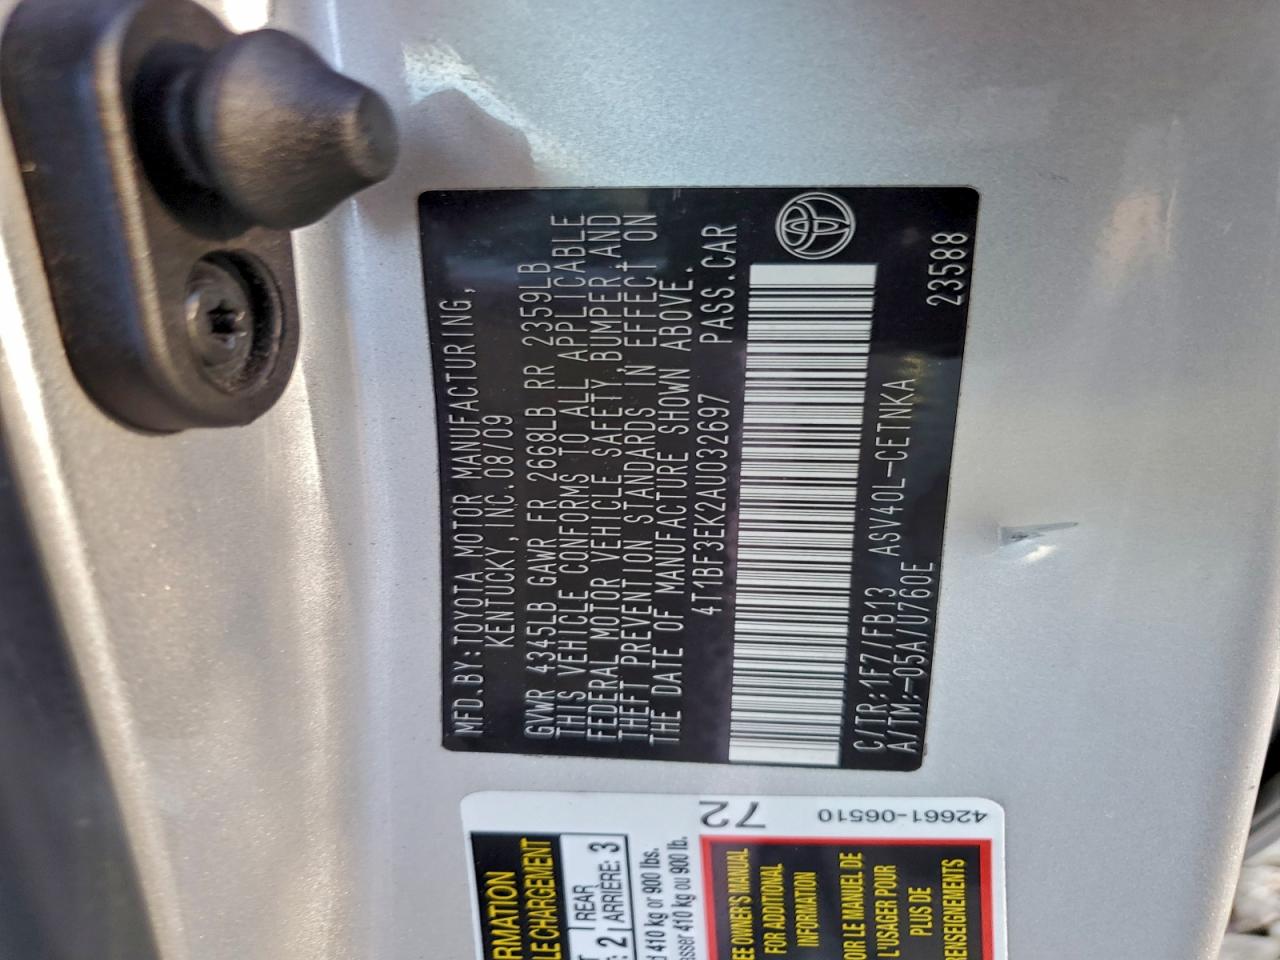 MFD.BY:TOYOTA MOTOR MANUFACTURING,
KENTUCKY,INC.08/09
GVWR 4345LB GAWR FR 2668LB RR 2359LB
THIS VEHICLE CONFORMS TO ALL APPLICABLE
FEDERAL MOTOR VEHICLE SAFETY,BUMPER,AND
THEFT PREVENTION STANDARDS IN EFFECT ON
THE DATE OF MANUFACTURE SHOWN ABOVE.
4T1BF3EK2AU032697 PASS.CAR
C/TR:1F7/FB13 ASV40L-CETNKA
A/TM:-05A/U760E 23588
RMATION
LE CHARGEMENT
2 REAR
ARRIÈRE: 3
d 410 kg or 900 lbs.
asser 410 kg ou 900 lb.
72
EE OWNER'S MANUAL
FOR ADDITIONAL
INFORMATION
OIR LE MANUEL DE
L'USAGER POUR
PLUS DE
RENSEIGNEMENTS
42661-06510